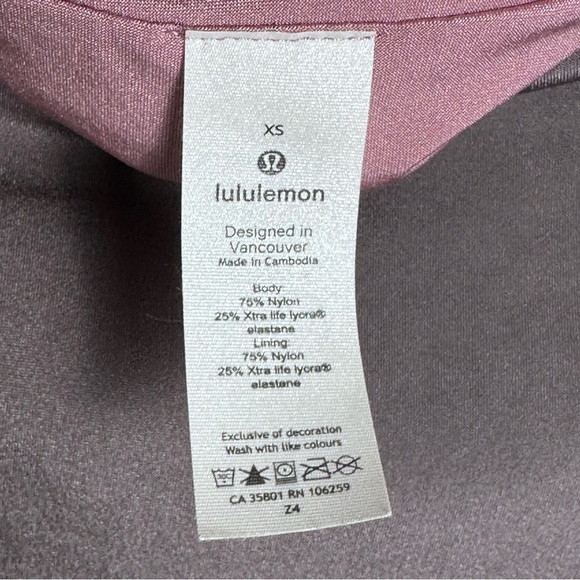 XS
lululemon
Designed in
Vancouver
Made in Cambodia
Body:
75% Nylon
25% Xtra life lycra®
elastane
Lining:
75% Nylon
25% Xtra life lycra®
elastane
Exclusive of decoration
Wash with like colours
CA 35801 RN 106259
Z4